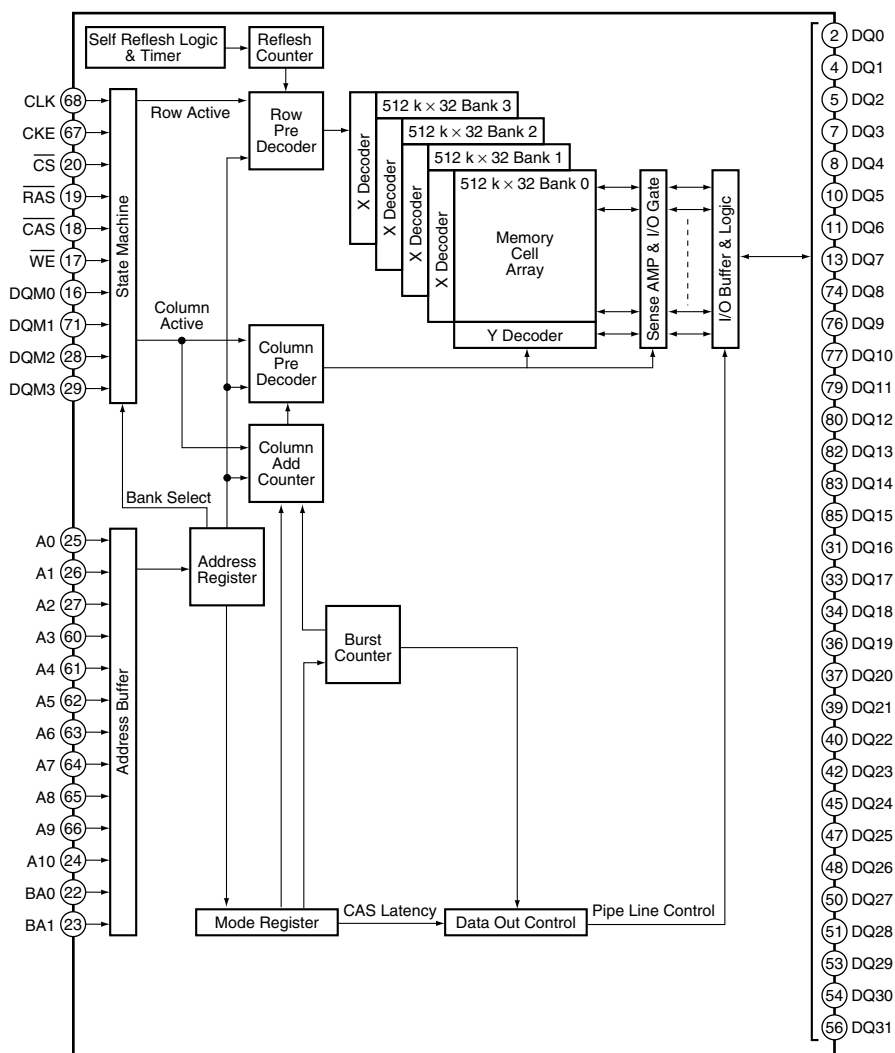 Self Reflesh Logic
& Timer
Reflesh
Counter
2 DQ0
4 DQ1
5 DQ2
7 DQ3
8 DQ4
10 DQ5
11 DQ6
13 DQ7
74 DQ8
76 DQ9
77 DQ10
79 DQ11
80 DQ12
82 DQ13
83 DQ14
85 DQ15
31 DQ16
33 DQ17
34 DQ18
36 DQ19
37 DQ20
39 DQ21
40 DQ22
42 DQ23
45 DQ24
47 DQ25
48 DQ26
50 DQ27
51 DQ28
53 DQ29
54 DQ30
56 DQ31
CLK 68
CKE 67
CS 20
RAS 19
CAS 18
WE 17
DQM0 16
DQM1 71
DQM2 28
DQM3 29
State Machine
Row Active
Row
Pre
Decoder
X Decoder
512 k × 32 Bank 3
X Decoder
512 k × 32 Bank 2
X Decoder
512 k × 32 Bank 1
X Decoder
512 k × 32 Bank 0
Memory
Cell
Array
Y Decoder
Sense AMP & I/O Gate
I/O Buffer & Logic
Column
Active
Column
Pre
Decoder
Column
Add
Counter
Bank Select
A0 25
A1 26
A2 27
A3 60
A4 61
A5 62
A6 63
A7 64
A8 65
A9 66
A10 24
BA0 22
BA1 23
Address Buffer
Address
Register
Burst
Counter
Mode Register
CAS Latency
Data Out Control
Pipe Line Control